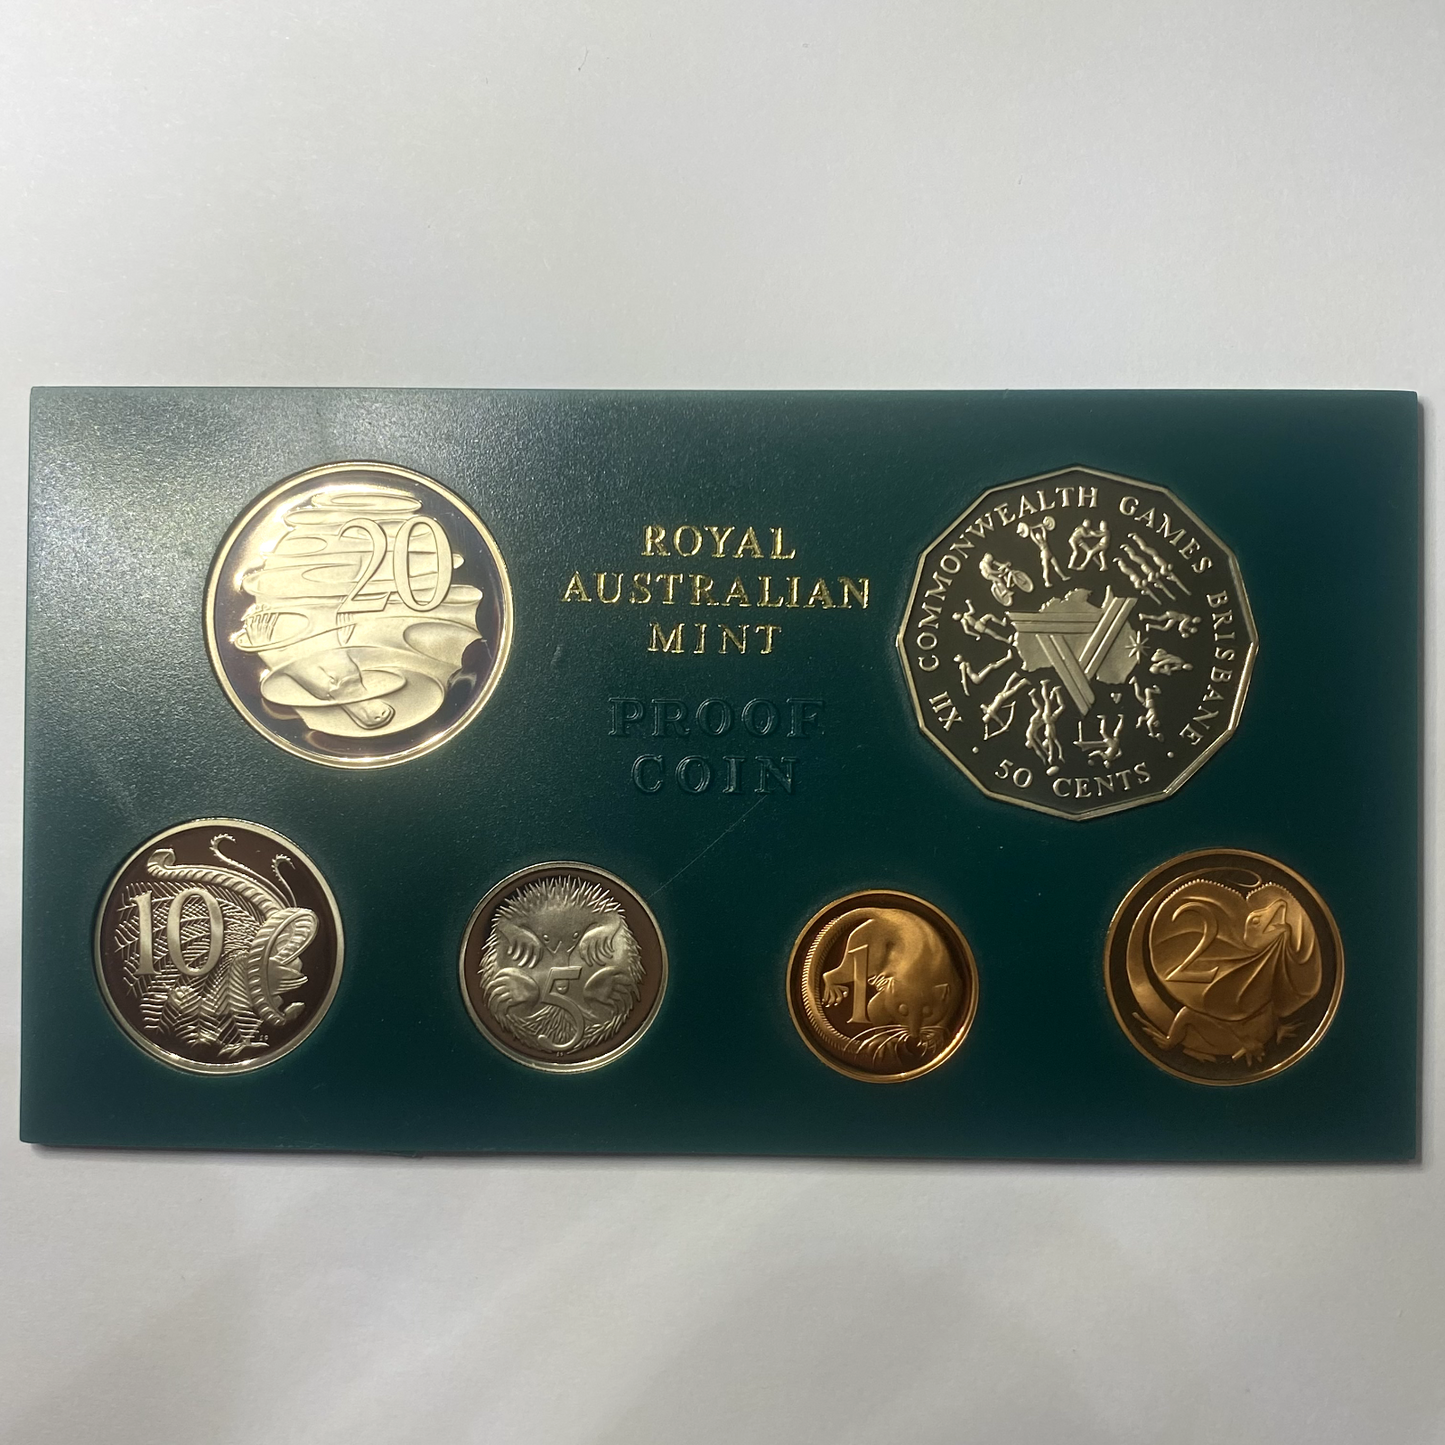 20
ROYAL
AUSTRALIAN
MINT
PROOF
COIN
XII COMMONWEALTH GAMES BRISBANE
· 50 CENTS ·
10
5
1
2